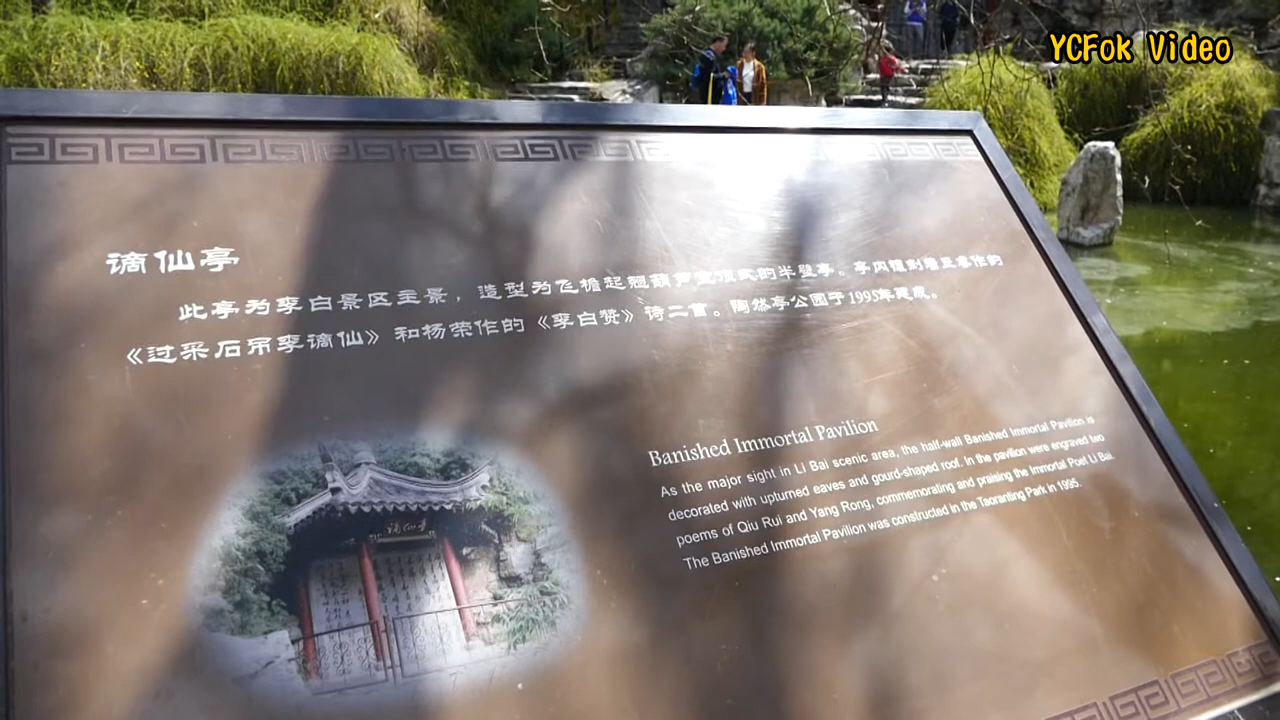 YCFok Video
谪仙亭
此亭为李白景区主景，造型为飞檐起翘葫芦宝顶式的半壁亭。亭内镶刻着丘睿作的
《过采石吊李谪仙》和杨荣作的《李白赞》诗二首。陶然亭公园于1995年建成。
Banished Immortal Pavilion
As the major sight in Li Bai scenic area, the half-wall Banished Immortal Pavilion is
decorated with upturned eaves and gourd-shaped roof. In the pavilion were engraved two
poems of Qiu Rui and Yang Rong, commemorating and praising the Immortal Poet Li Bai.
The Banished Immortal Pavilion was constructed in the Taoranting Park in 1995.
谪仙亭